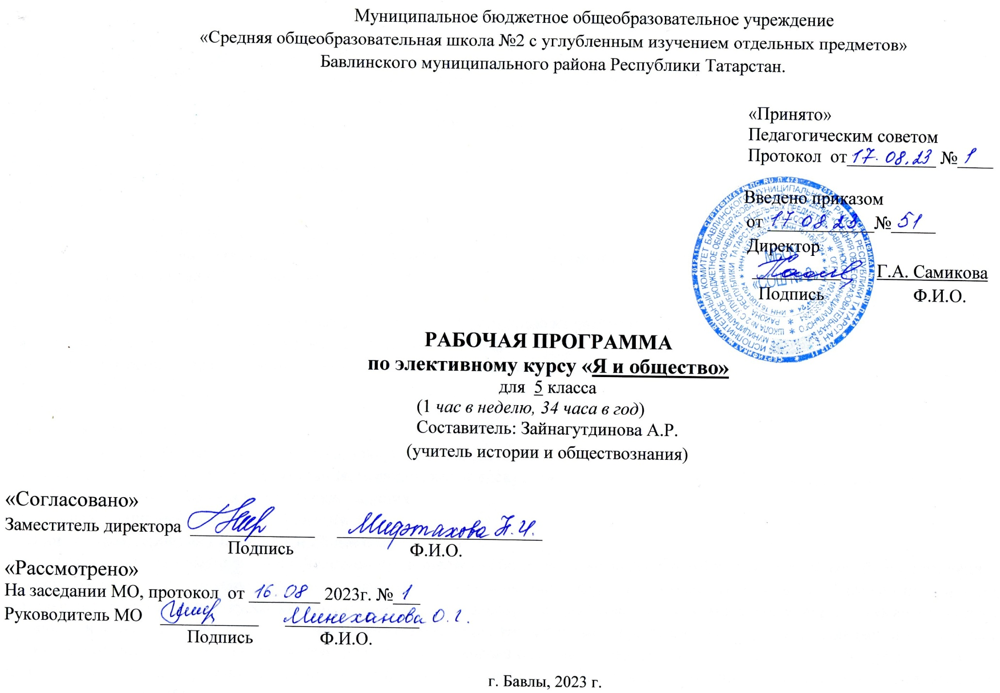 Муниципальное бюджетное общеобразовательное учреждение
«Средняя общеобразовательная школа №2 с углубленным изучением отдельных предметов»
Бавлинского муниципального района Республики Татарстан.
«Принято»
Педагогическим советом
Протокол от 17.08.23 № 1
Введено приказом
от 17 08.23 № 51
Директор
Г.А. Самикова
Подпись Ф.И.О.
МБОУ
«СОШ № 2»
РАБОЧАЯ ПРОГРАММА
по элективному курсу «Я и общество»
для 5 класса
(1 час в неделю, 34 часа в год)
Составитель: Зайнагутдинова А.Р.
(учитель истории и обществознания)
«Согласовано»
Заместитель директора Мифтахова Н.И.
Подпись Ф.И.О.
«Рассмотрено»
На заседании МО, протокол от 16.08 2023г. № 1
Руководитель МО Минеханова О.Г.
Подпись Ф.И.О.
г. Бавлы, 2023 г.